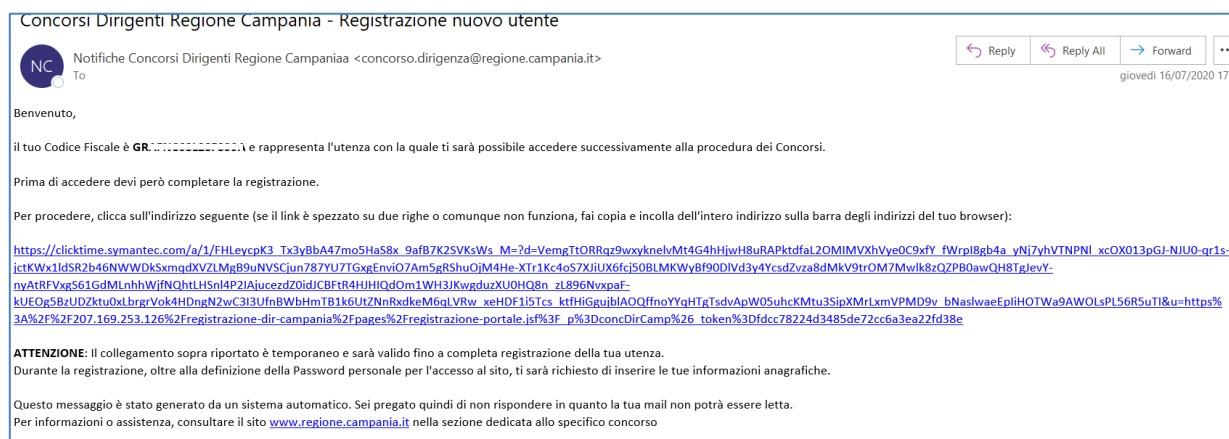 Concorsi Dirigenti Regione Campania - Registrazione nuovo utente
NC
Notifiche Concorsi Dirigenti Regione Campaniaa <concorso.dirigenza@regione.campania.it>
To
Reply
Reply All
Forward
giovedì 16/07/2020 17
Benvenuto,
il tuo Codice Fiscale è e rappresenta l'utenza con la quale ti sarà possibile accedere successivamente alla procedura dei Concorsi.
Prima di accedere devi però completare la registrazione.
Per procedere, clicca sull'indirizzo seguente (se il link è spezzato su due righe o comunque non funziona, fai copia e incolla dell'intero indirizzo sulla barra degli indirizzi del tuo browser):
https://clicktime.symantec.com/a/1/FHLeycpK3_Tx3yBbA47mo5HaS8x_9afB7K2SVKsWs_M=?d=VemgTtORRqz9wxyknelvMt4G4hHjwH8uRAPktdfaL2OMIMVXhVye0C9xfY_fWrpI8gb4a_yNj7yhVTNPNl_xcOX013pGJ-NJU0-qr1s-
jctKWx1ldSR2b46NWWDkSxmqdXVZLMgB9uNVSCjun787YU7TGxgEnviO7Am5gRShuOjM4He-XTr1Kc4oS7XJiUX6fcj50BLMKWyBf90DlVd3y4YcsdZvza8dMkV9trOM7Mwlk8zQZPB0awQH8TgJevY-
nyAtRFVxgS61GdMLnhhWjfNQhtLHSnl4P2IAjucezdZ0idJCBFtR4HJHIQdOm1WH3JKwgduzXU0HQ8n_zL896NvxpaF-
kUEOg5BzUDZktu0xLbrgrVok4HDngN2wC3I3UfnBWbHmTB1k6UtZNnRxdkeM6qLVRw_xeHDF1i5Tcs_ktfHiGgujblAOQffnoYYqHTgTsdvApW05uhcKMtu3SipXMrLxmVPMD9v_bNaslwaeEpliHOTWa9AWOLsPL56R5uTI&u=https%
3A%2F%2F207.169.253.126%2Fregistrazione-dir-campania%2Fpages%2Fregistrazione-portale.jsf%3F_p%3DconcDirCamp%26_token%3Dfdcc78224d3485de72cc6a3ea22fd38e
ATTENZIONE: Il collegamento sopra riportato è temporaneo e sarà valido fino a completa registrazione della tua utenza.
Durante la registrazione, oltre alla definizione della Password personale per l'accesso al sito, ti sarà richiesto di inserire le tue informazioni anagrafiche.
Questo messaggio è stato generato da un sistema automatico. Sei pregato quindi di non rispondere in quanto la tua mail non potrà essere letta.
Per informazioni o assistenza, consultare il sito www.regione.campania.it nella sezione dedicata allo specifico concorso